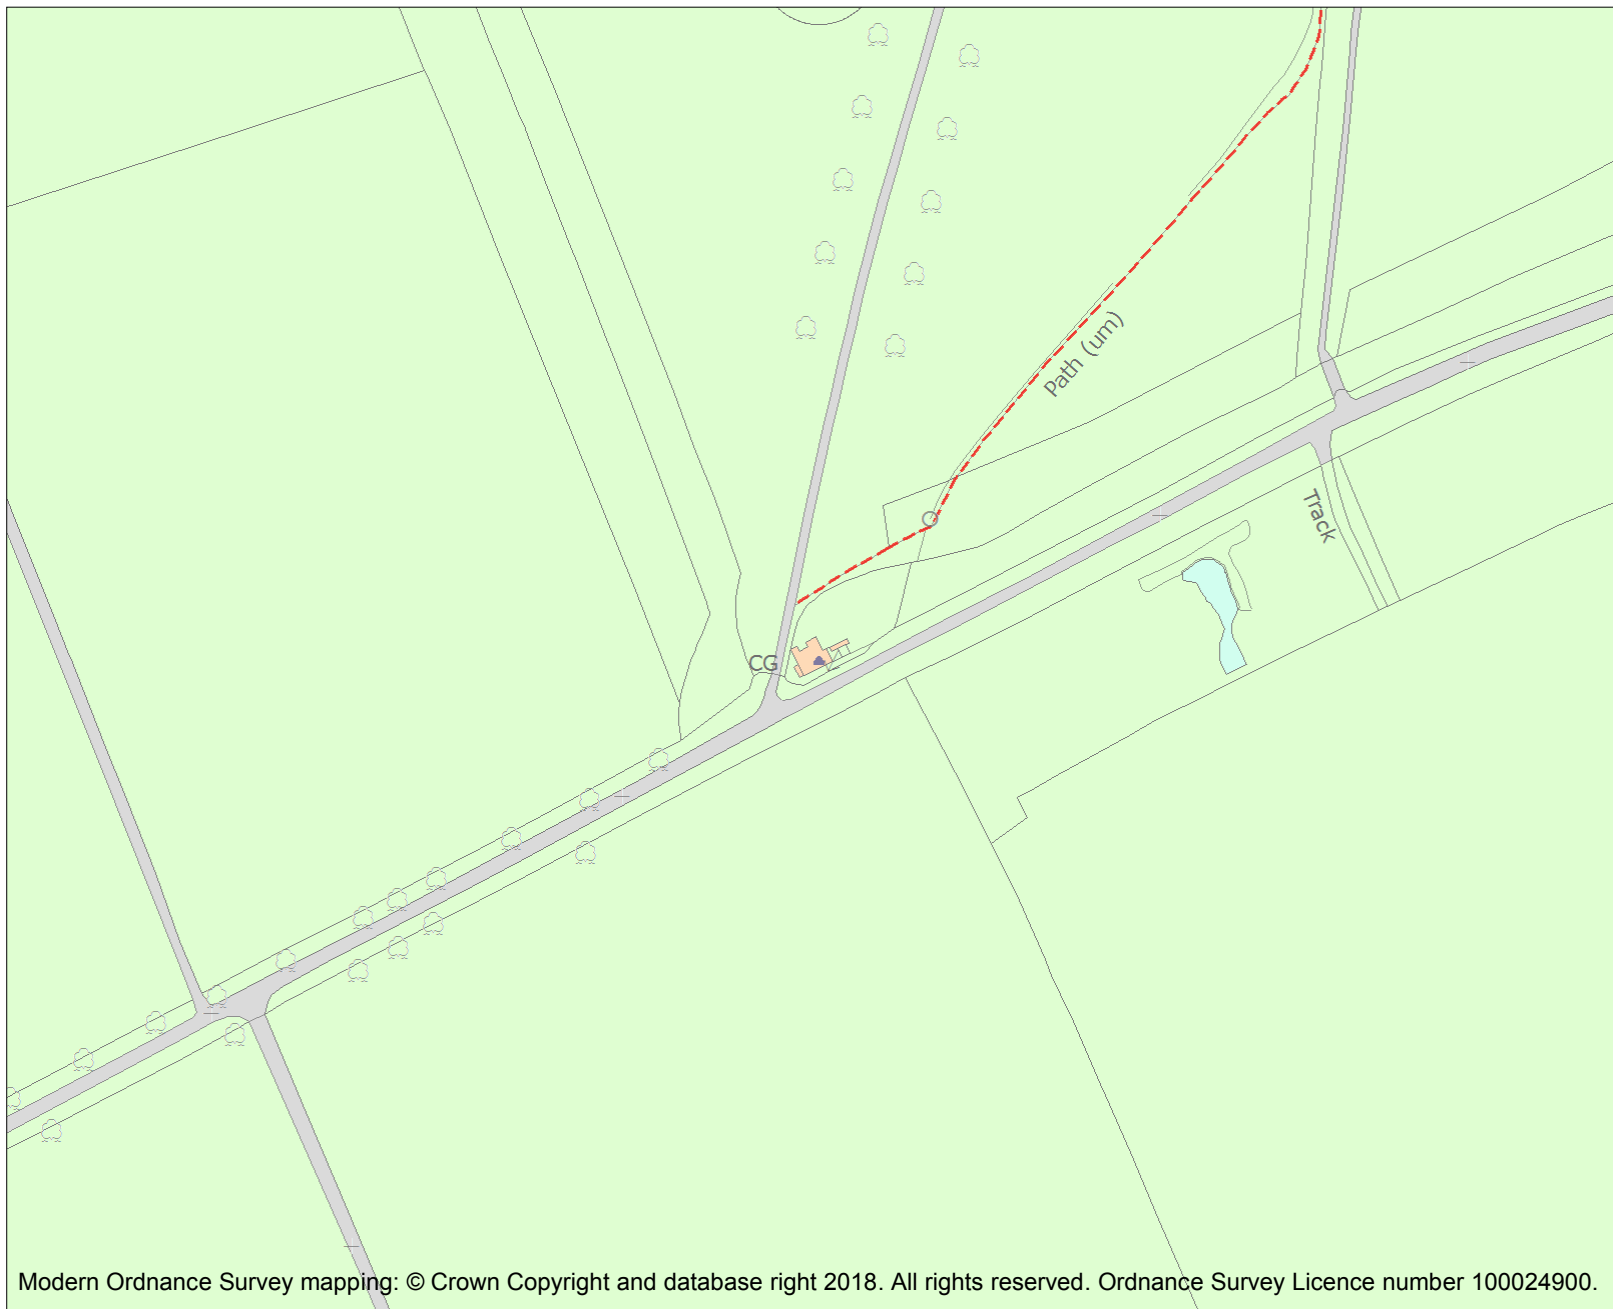 Path (um)
Track
CG
Modern Ordnance Survey mapping: © Crown Copyright and database right 2018. All rights reserved. Ordnance Survey Licence number 100024900.